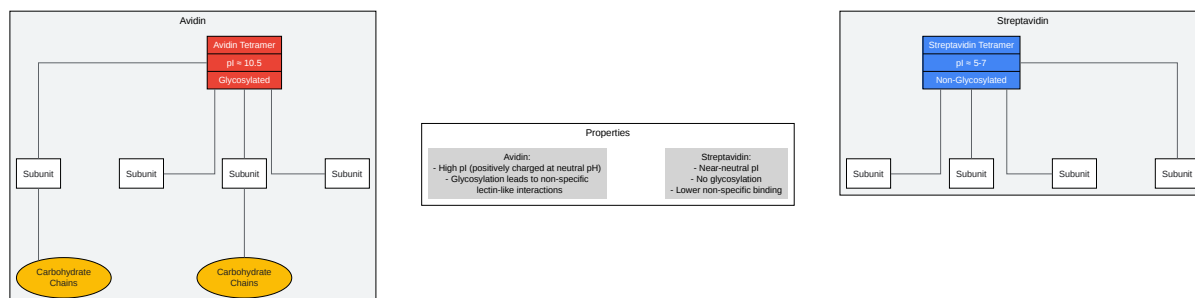 Avidin
Avidin Tetramer
pI ≈ 10.5
Glycosylated
Subunit
Subunit
Subunit
Subunit
Carbohydrate
Chains
Carbohydrate
Chains
Properties
Avidin:
- High pI (positively charged at neutral pH)
- Glycosylation leads to non-specific
lectin-like interactions
Streptavidin:
- Near-neutral pI
- No glycosylation
- Lower non-specific binding
Streptavidin
Streptavidin Tetramer
pI ≈ 5-7
Non-Glycosylated
Subunit
Subunit
Subunit
Subunit